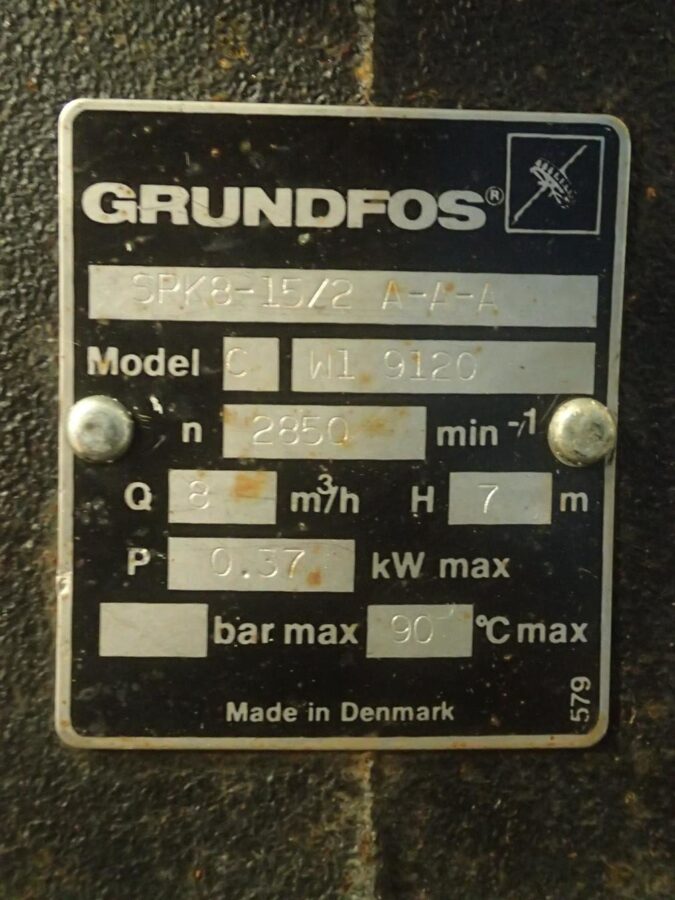 GRUNDFOS®
SPK8-15/2 A-A-A
Model C W1 9120
n 2850 min⁻¹
Q 8 m³/h H 7 m
P 0.37 kW max
bar max 90 °C max
Made in Denmark
579